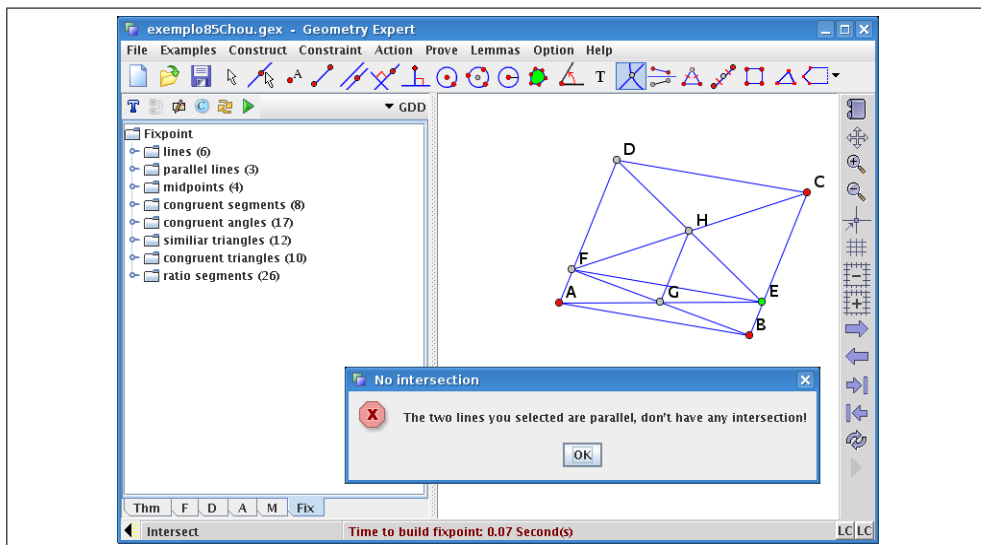 exemplo85Chou.gex - Geometry Expert
File Examples Construct Constraint Action Prove Lemmas Option Help
A
T
T C GDD
Fixpoint
lines (6)
parallel lines (3)
midpoints (4)
congruent segments (8)
congruent angles (17)
similiar triangles (12)
congruent triangles (10)
ratio segments (26)
D
C
H
F
A
G
E
B
No intersection
X
The two lines you selected are parallel, don't have any intersection!
OK
Thm F D A M Fix
Intersect Time to build fixpoint: 0.07 Second(s) LC LC